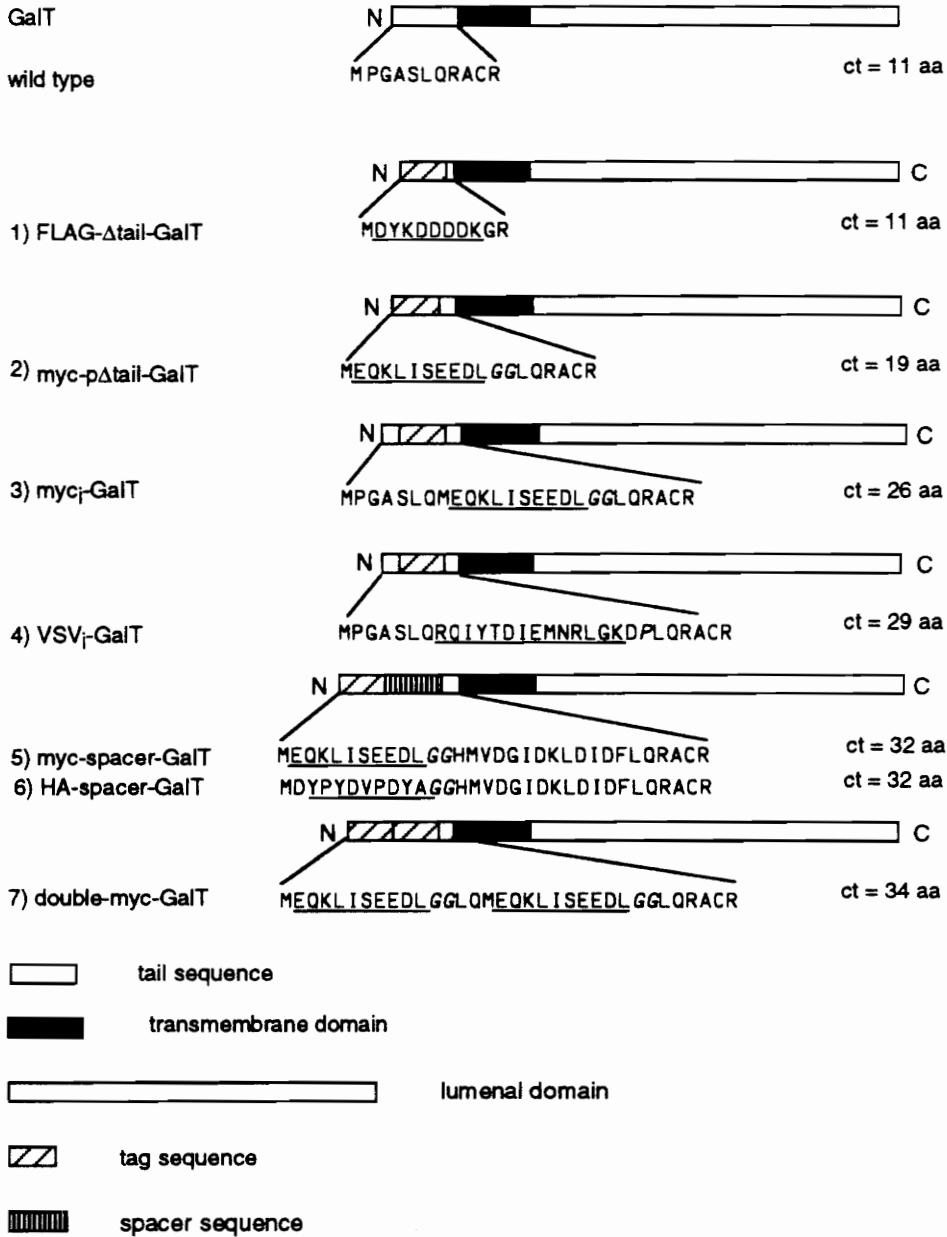 GalT
N
MPGASLQRACR
wild type
ct = 11 aa
N C
MDYKDDDDKGR
1) FLAG-Δtail-GalT
ct = 11 aa
N C
MEQKLISEEDLGGLQRACR
2) myc-pΔtail-GalT
ct = 19 aa
N C
MPGASLQMEQKLISEEDLGGLQRACR
3) mycᵢ-GalT
ct = 26 aa
N C
MPGASLQRQIYTDIEMNRLGKDPLQRACR
4) VSVᵢ-GalT
ct = 29 aa
N C
5) myc-spacer-GalT MEQKLISEEDLGGHMVDGIDKLDIDFLQRACR ct = 32 aa
6) HA-spacer-GalT MDYPYDVPDYAGGHMVDGIDKLDIDFLQRACR ct = 32 aa
N C
7) double-myc-GalT MEQKLISEEDLGGLQMEQKLISEEDLGGLQRACR ct = 34 aa
tail sequence
transmembrane domain
lumenal domain
tag sequence
spacer sequence